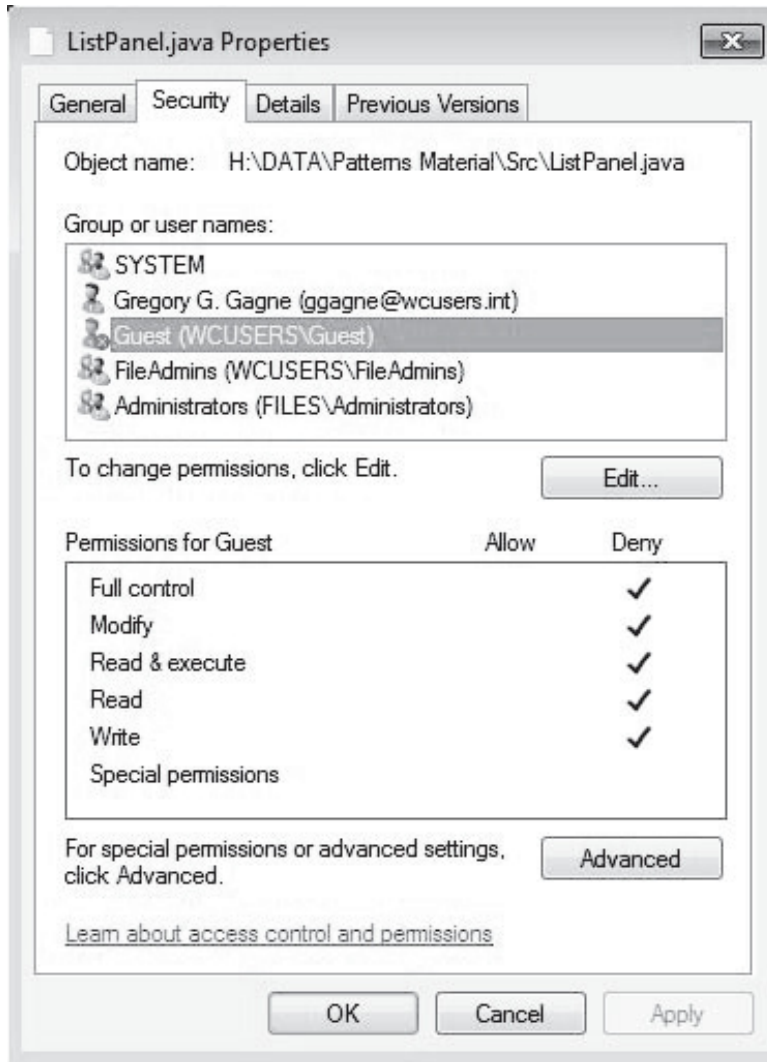 ListPanel.java Properties
General Security Details Previous Versions
Object name: H:\DATA\Patterns Material\Src\ListPanel.java
Group or user names:
SYSTEM
Gregory G. Gagne (ggagne@wcusers.int)
Guest (WCUSERS\Guest)
FileAdmins (WCUSERS\FileAdmins)
Administrators (FILES\Administrators)
To change permissions, click Edit.
Edit...
Permissions for Guest Allow Deny
Full control
Modify
Read & execute
Read
Write
Special permissions
For special permissions or advanced settings,
click Advanced.
Advanced
Learn about access control and permissions
OK Cancel Apply